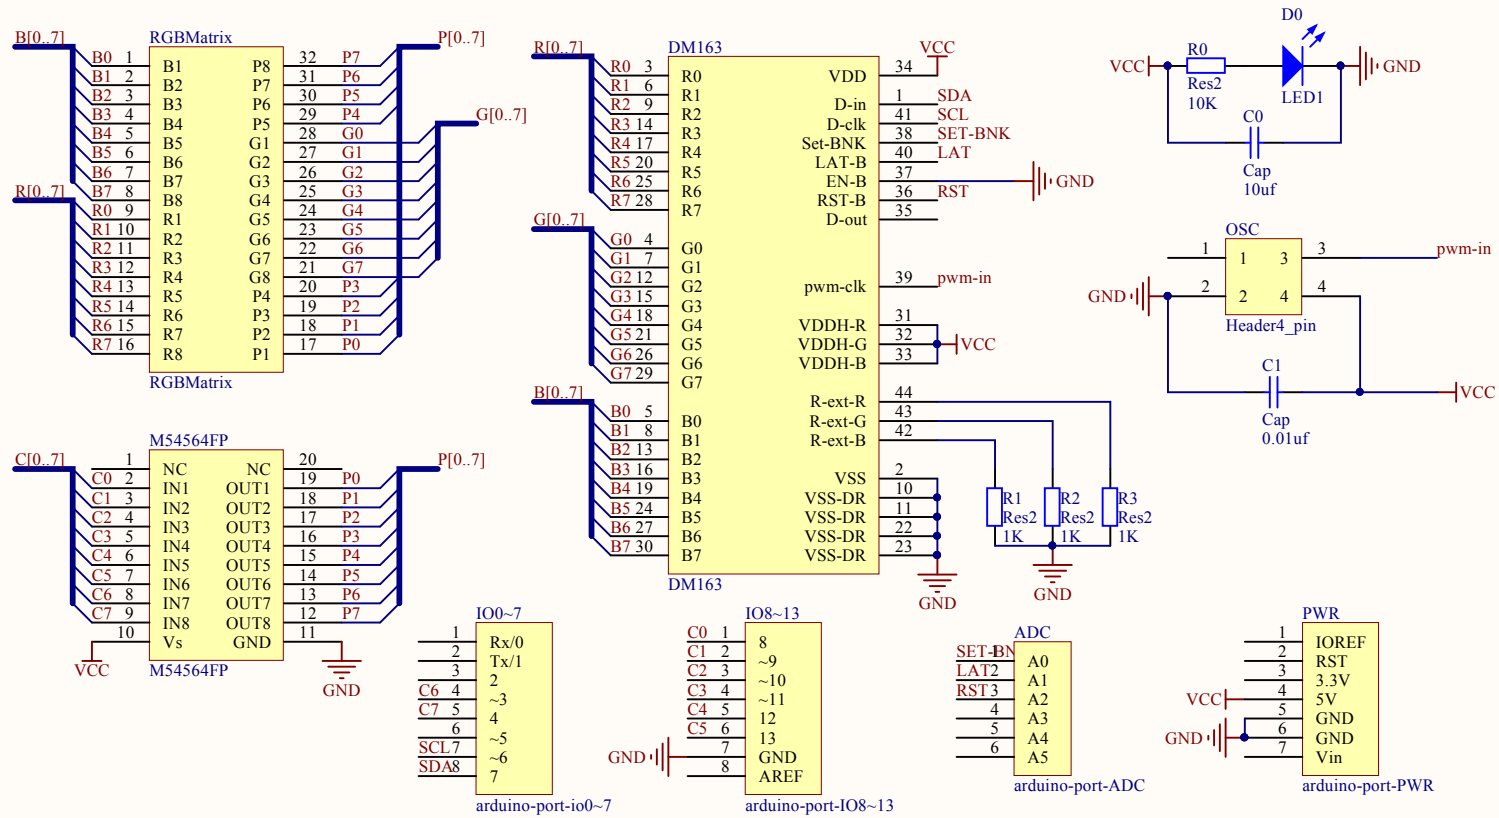 RGBMatrix
B[0..7] P[0..7]
B0 1 B1 P8 32 P7
B1 2 B2 P7 31 P6
B2 3 B3 P6 30 P5
B3 4 B4 P5 29 P4
B4 5 B5 G1 28 G0 G[0..7]
B5 6 B6 G2 27 G1
B6 7 B7 G3 26 G2
B7 8 B8 G4 25 G3
R[0..7]
R0 9 R1 G5 24 G4
R1 10 R2 G6 23 G5
R2 11 R3 G7 22 G6
R3 12 R4 G8 21 G7
R4 13 R5 P4 20 P3
R5 14 R6 P3 19 P2
R6 15 R7 P2 18 P1
R7 16 R8 P1 17 P0
RGBMatrix
M54564FP
C[0..7] P[0..7]
1 NC NC 20
C0 2 IN1 OUT1 19 P0
C1 3 IN2 OUT2 18 P1
C2 4 IN3 OUT3 17 P2
C3 5 IN4 OUT4 16 P3
C4 6 IN5 OUT5 15 P4
C5 7 IN6 OUT6 14 P5
C6 8 IN7 OUT7 13 P6
C7 9 IN8 OUT8 12 P7
10 Vs GND 11
VCC
M54564FP
GND
DM163
R[0..7] VCC
R0 3 R0 VDD 34
R1 6 R1 D-in 1 SDA
R2 9 R2 D-clk 41 SCL
R3 14 R3 Set-BNK 38 SET-BNK
R4 17 R4 LAT-B 40 LAT
R5 20 R5 EN-B 37 GND
R6 25 R6 RST-B 36 RST
R7 28 R7 D-out 35
G[0..7]
G0 4 G0
G1 7 G1
G2 12 G2 pwm-clk 39 pwm-in
G3 15 G3
G4 18 G4 VDDH-R 31
G5 21 G5 VDDH-G 32 VCC
G6 26 G6 VDDH-B 33
G7 29 G7
B[0..7] R-ext-R 44
B0 5 B0 R-ext-G 43
B1 8 B1 R-ext-B 42
B2 13 B2
B3 16 B3 VSS 2
B4 19 B4 VSS-DR 10
B5 24 B5 VSS-DR 11
B6 27 B6 VSS-DR 22
B7 30 B7 VSS-DR 23
DM163
GND
R1 Res2 1K
R2 Res2 1K
R3 Res2 1K
GND
D0
R0
VCC GND
Res2 LED1
10K
C0
Cap
10uf
OSC
1 1 3 3 pwm-in
GND 2 2 4 4
Header4_pin
C1
VCC
Cap
0.01uf
IO0~7
1 Rx/0
2 Tx/1
3 2
C6 4 ~3
C7 5 4
6 ~5
SCL 7 ~6
SDA 8 7
arduino-port-io0~7
IO8~13
C0 1 8
C1 2 ~9
C2 3 ~10
C3 4 ~11
C4 5 12
C5 6 13
GND 7 GND
8 AREF
arduino-port-IO8~13
ADC
SET-BN 1 A0
LAT 2 A1
RST 3 A2
4 A3
5 A4
6 A5
arduino-port-ADC
PWR
1 IOREF
2 RST
3 3.3V
VCC 4 5V
5 GND
GND 6 GND
7 Vin
arduino-port-PWR